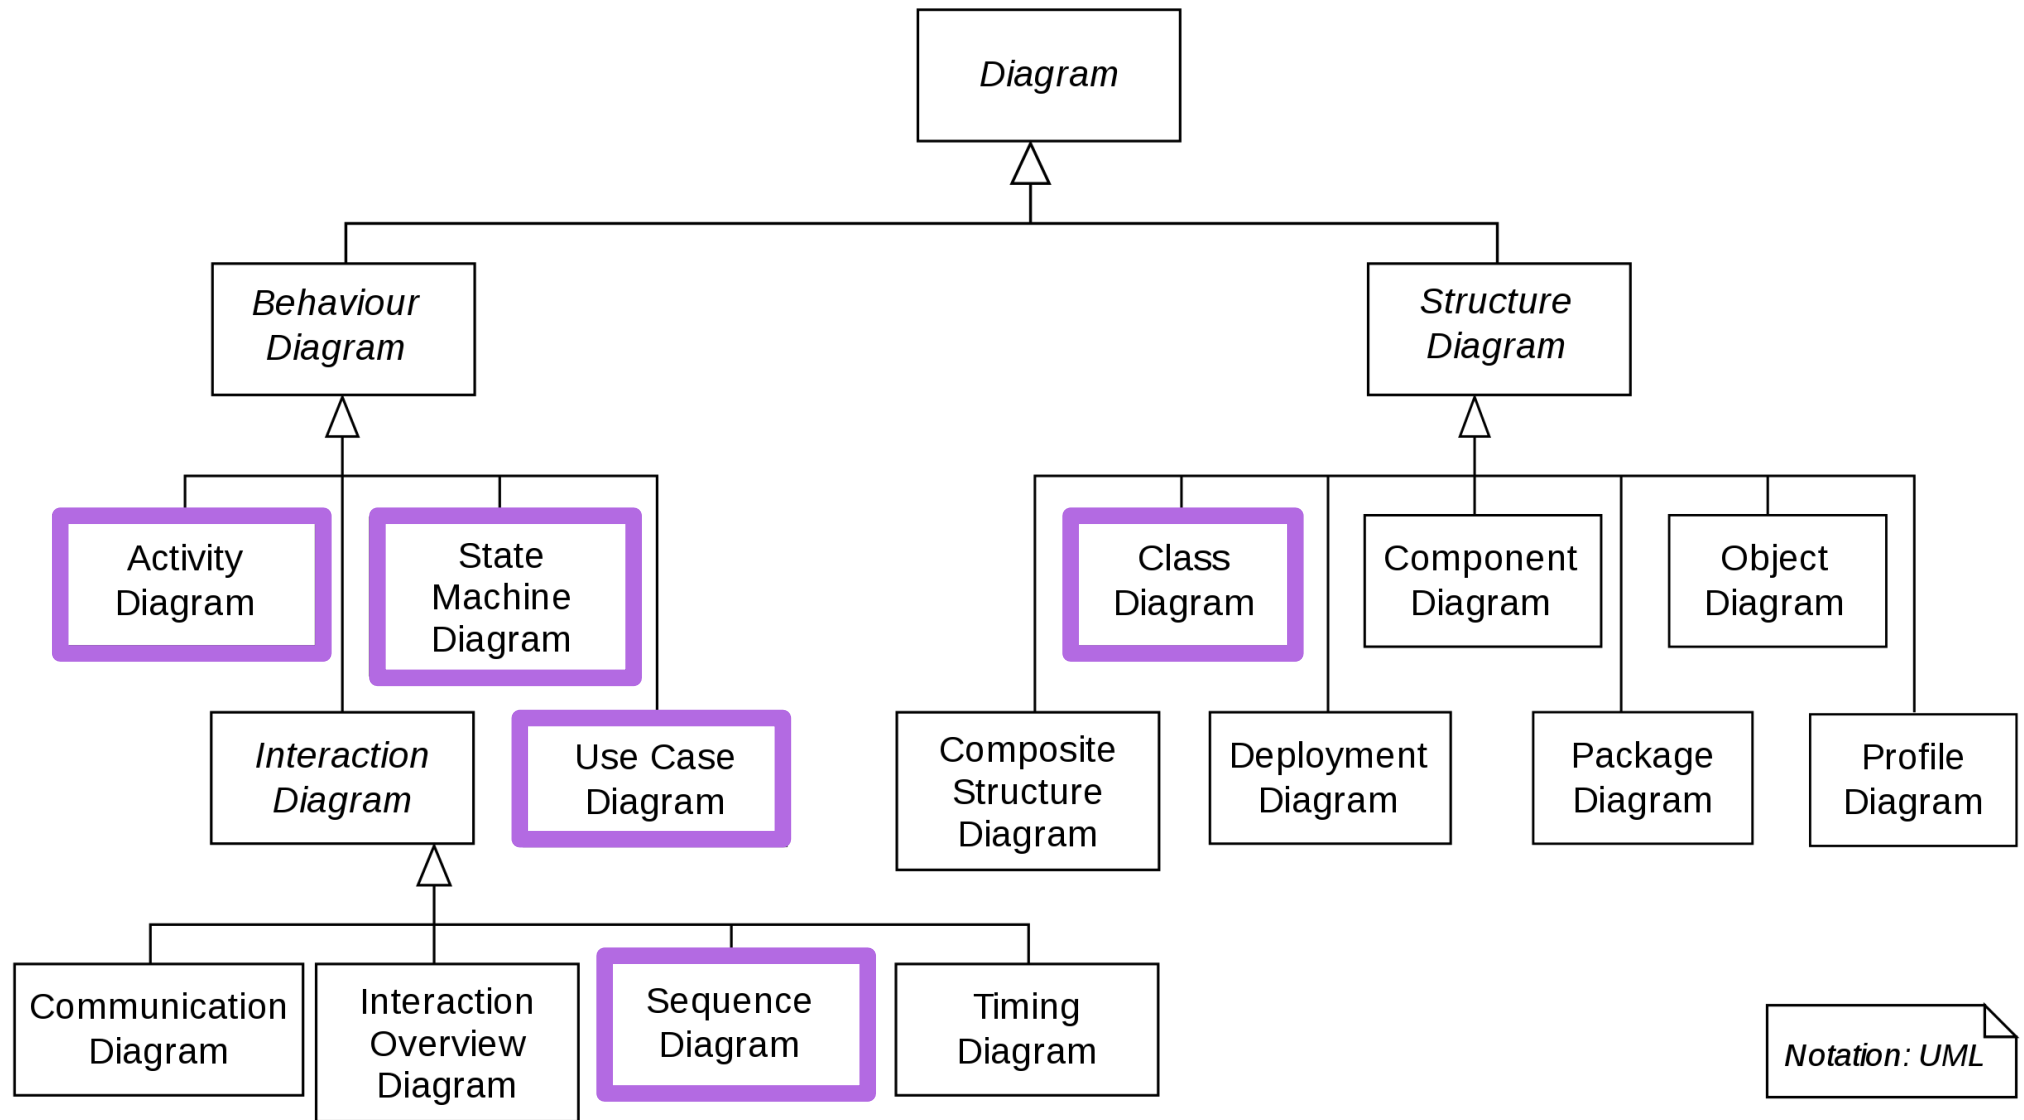 Diagram
Behaviour
Diagram
Structure
Diagram
Activity
Diagram
State
Machine
Diagram
Class
Diagram
Component
Diagram
Object
Diagram
Interaction
Diagram
Use Case
Diagram
Composite
Structure
Diagram
Deployment
Diagram
Package
Diagram
Profile
Diagram
Communication
Diagram
Interaction
Overview
Diagram
Sequence
Diagram
Timing
Diagram
Notation: UML